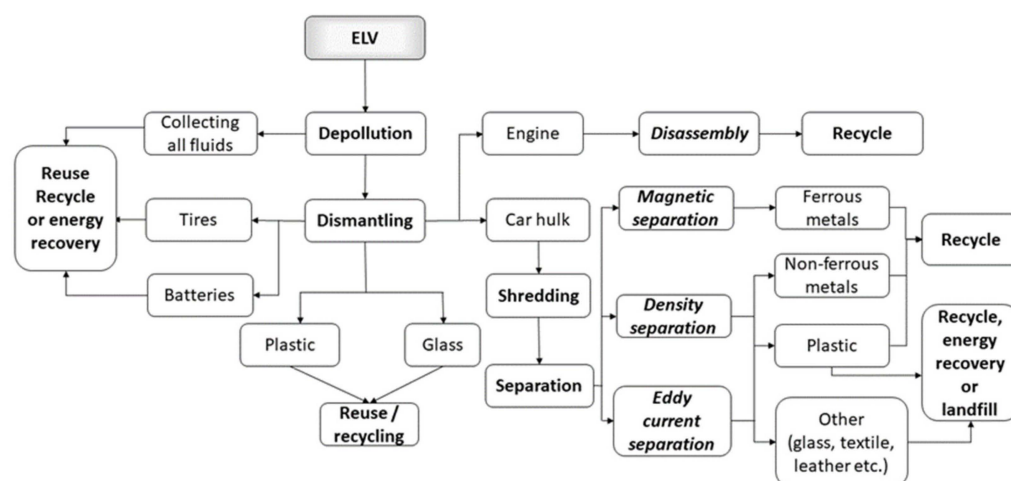 ELV
Collecting
all fluids
Depollution
Engine
Disassembly
Recycle
Reuse
Recycle
or energy
recovery
Tires
Dismantling
Car hulk
Magnetic
separation
Ferrous
metals
Recycle
Batteries
Shredding
Density
separation
Non-ferrous
metals
Plastic
Glass
Separation
Plastic
Recycle,
energy
recovery
or
landfill
Reuse /
recycling
Eddy
current
separation
Other
(glass, textile,
leather etc.)